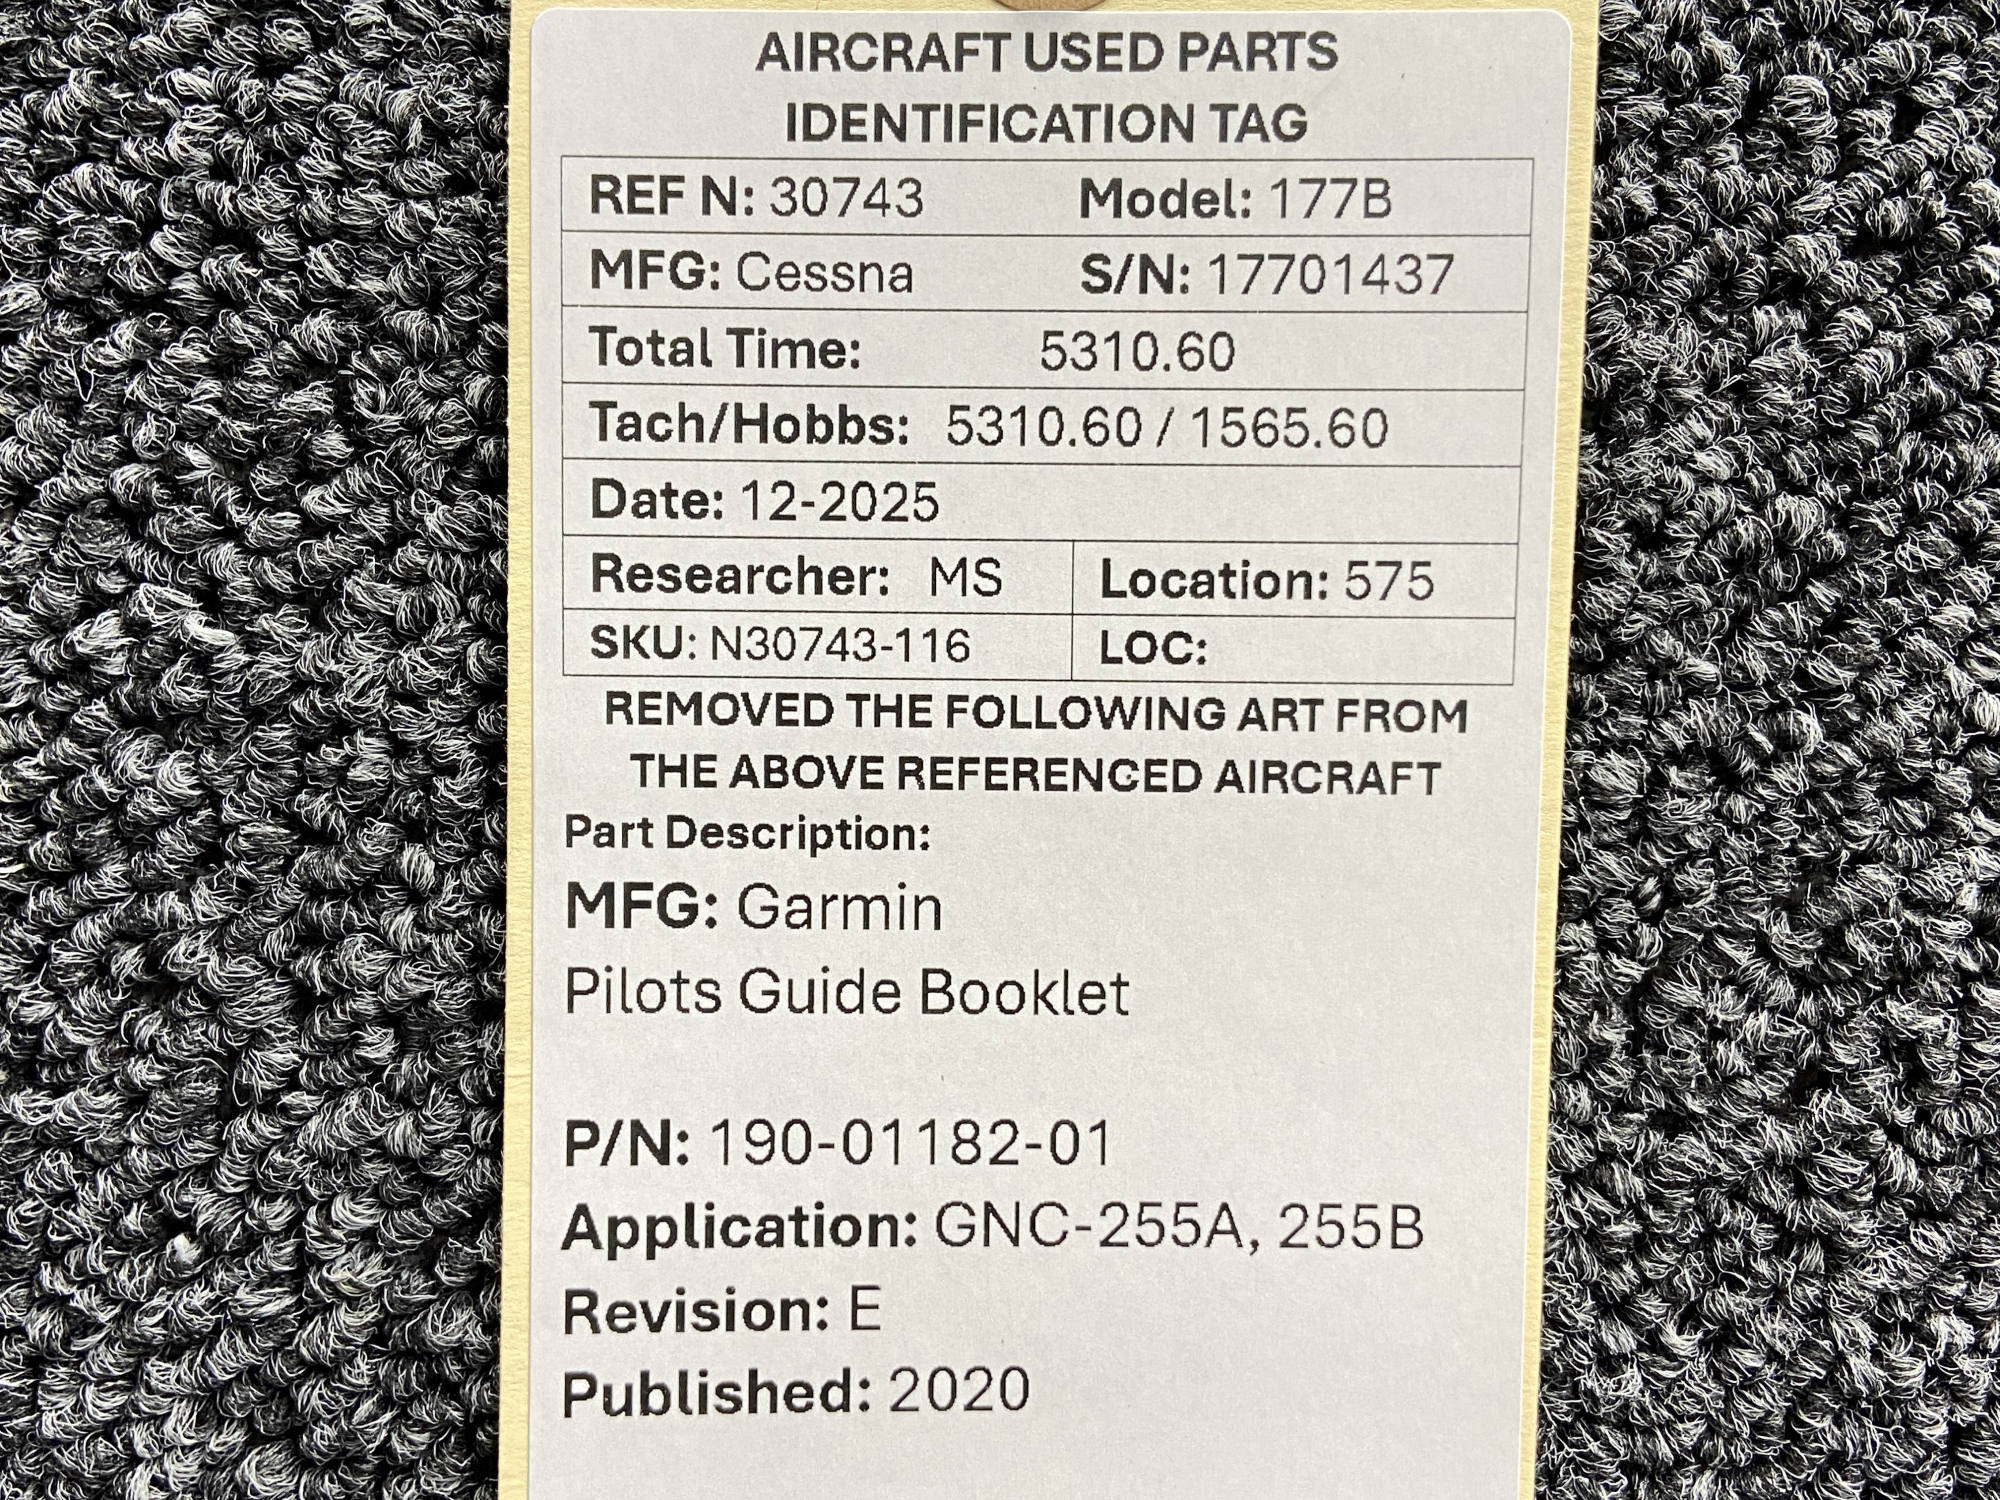 AIRCRAFT USED PARTS
IDENTIFICATION TAG
REF N: 30743 Model: 177B
MFG: Cessna S/N: 17701437
Total Time: 5310.60
Tach/Hobbs: 5310.60 / 1565.60
Date: 12-2025
Researcher: MS Location: 575
SKU: N30743-116 LOC:
REMOVED THE FOLLOWING ART FROM
THE ABOVE REFERENCED AIRCRAFT
Part Description:
MFG: Garmin
Pilots Guide Booklet
P/N: 190-01182-01
Application: GNC-255A, 255B
Revision: E
Published: 2020